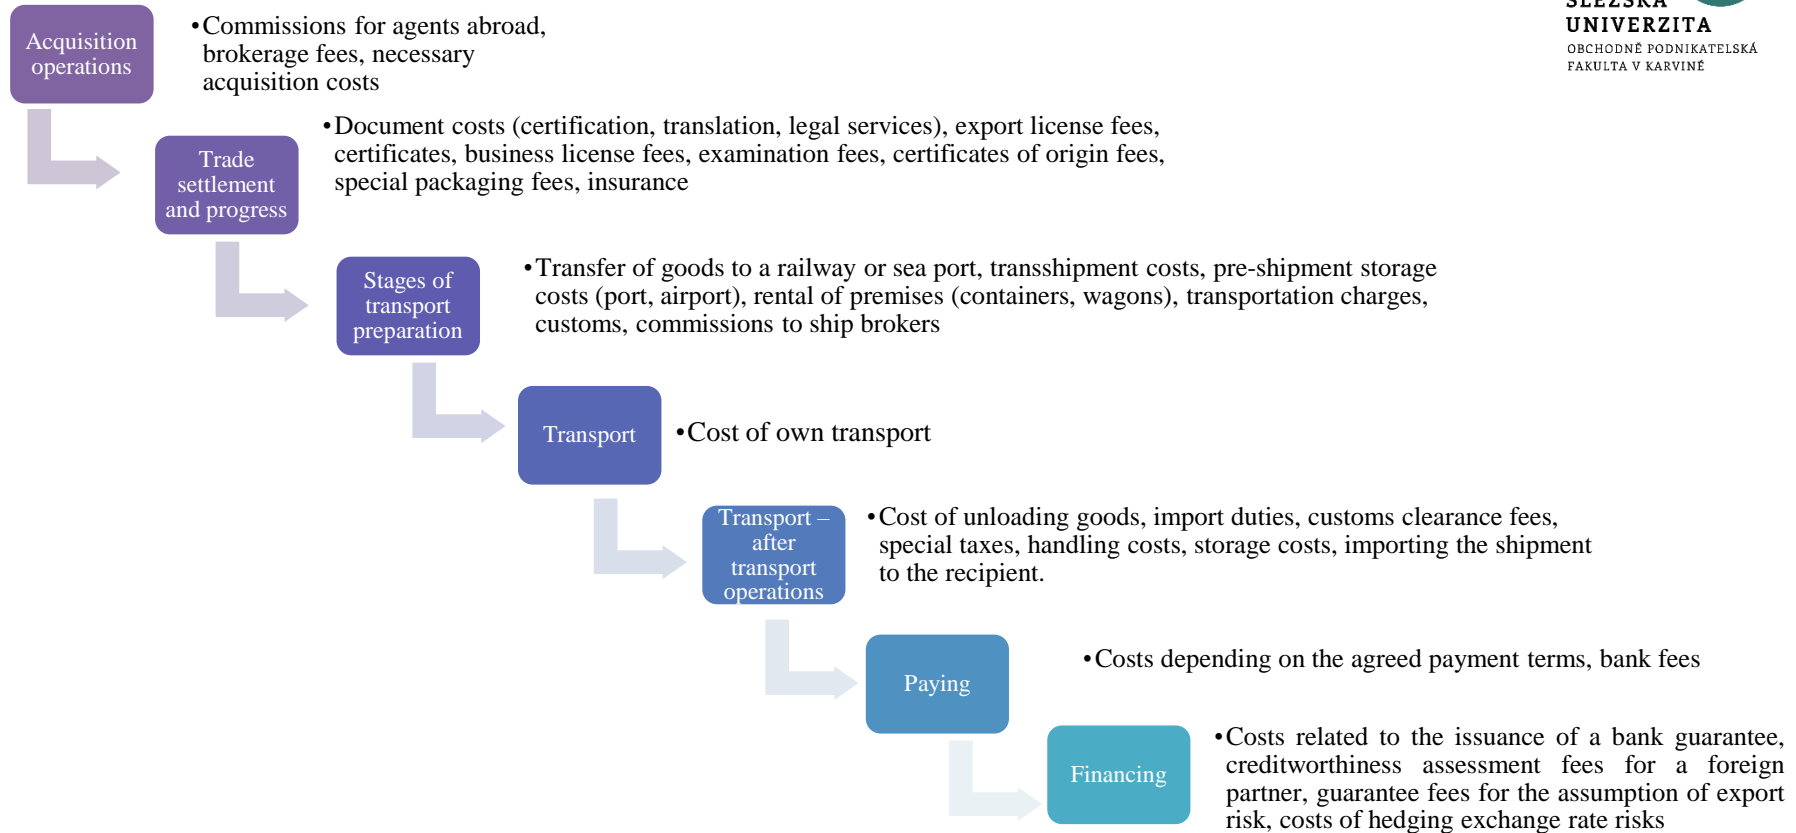 SLEZSKÁ
UNIVERZITA
OBCHODNĚ PODNIKATELSKÁ
FAKULTA V KARVINÉ
Acquisition
operations
•Commissions for agents abroad,
brokerage fees, necessary
acquisition costs
Trade
settlement
and progress
•Document costs (certification, translation, legal services), export license fees,
certificates, business license fees, examination fees, certificates of origin fees,
special packaging fees, insurance
Stages of
transport
preparation
•Transfer of goods to a railway or sea port, transshipment costs, pre-shipment storage
costs (port, airport), rental of premises (containers, wagons), transportation charges,
customs, commissions to ship brokers
Transport
•Cost of own transport
Transport –
after
transport
operations
•Cost of unloading goods, import duties, customs clearance fees,
special taxes, handling costs, storage costs, importing the shipment
to the recipient.
Paying
•Costs depending on the agreed payment terms, bank fees
Financing
•Costs related to the issuance of a bank guarantee,
creditworthiness assessment fees for a foreign
partner, guarantee fees for the assumption of export
risk, costs of hedging exchange rate risks